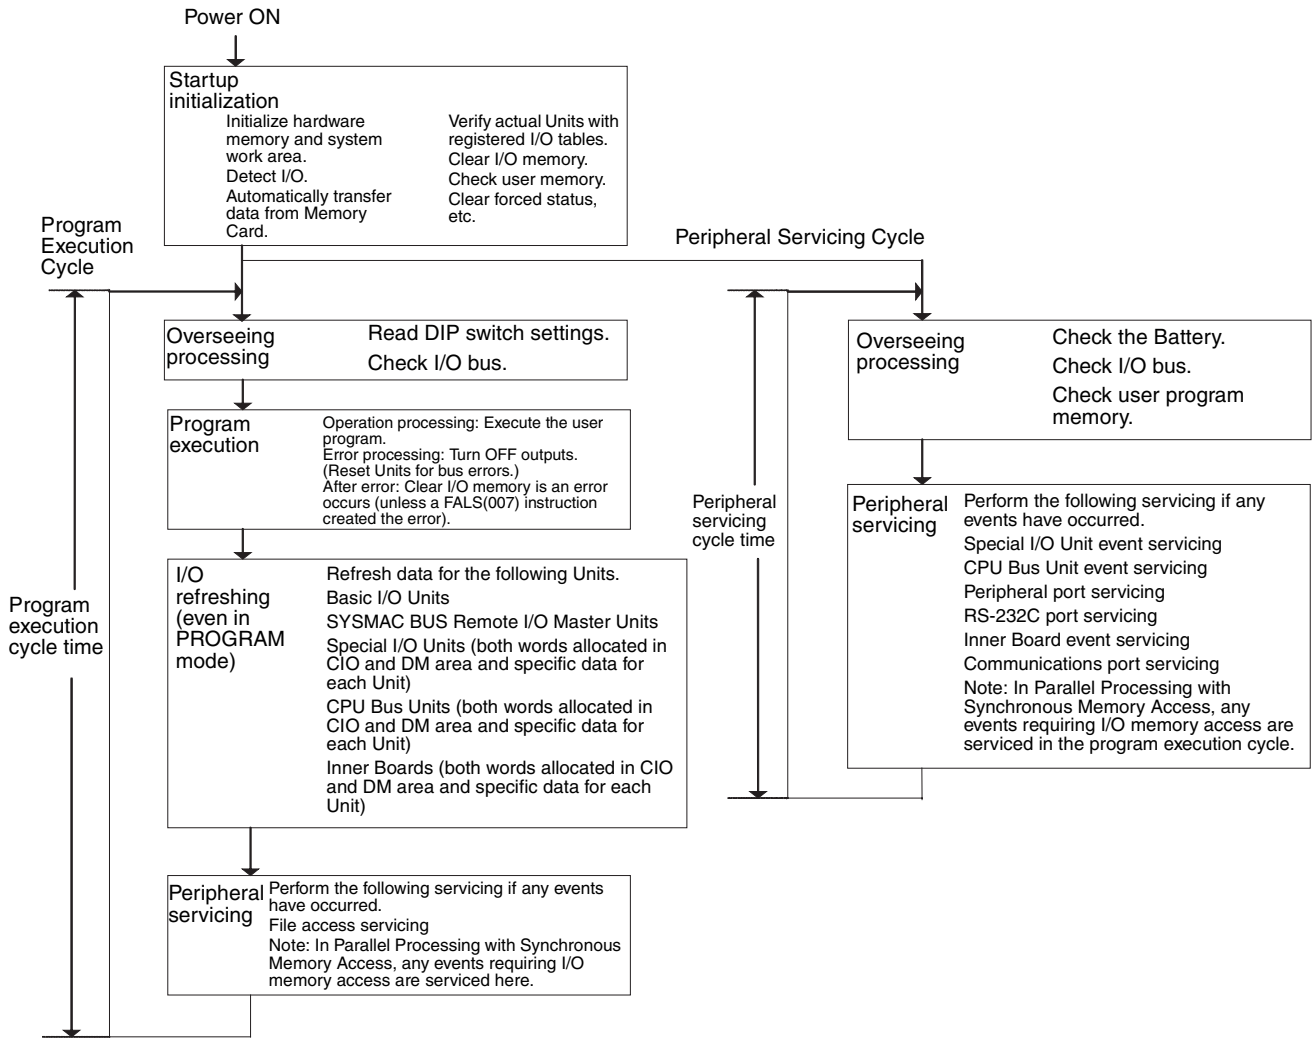 Power ON
Startup
initialization
Initialize hardware
memory and system
work area.
Detect I/O.
Automatically transfer
data from Memory
Card.
Verify actual Units with
registered I/O tables.
Clear I/O memory.
Check user memory.
Clear forced status,
etc.
Program
Execution
Cycle
Peripheral Servicing Cycle
Overseeing
processing
Read DIP switch settings.
Check I/O bus.
Program
execution
Operation processing: Execute the user
program.
Error processing: Turn OFF outputs.
(Reset Units for bus errors.)
After error: Clear I/O memory is an error
occurs (unless a FALS(007) instruction
created the error).
Program
execution
cycle time
I/O
refreshing
(even in
PROGRAM
mode)
Refresh data for the following Units.
Basic I/O Units
SYSMAC BUS Remote I/O Master Units
Special I/O Units (both words allocated in
CIO and DM area and specific data for
each Unit)
CPU Bus Units (both words allocated in
CIO and DM area and specific data for
each Unit)
Inner Boards (both words allocated in CIO
and DM area and specific data for each
Unit)
Peripheral
servicing
Perform the following servicing if any events
have occurred.
File access servicing
Note: In Parallel Processing with Synchronous
Memory Access, any events requiring I/O
memory access are serviced here.
Overseeing
processing
Check the Battery.
Check I/O bus.
Check user program
memory.
Peripheral
servicing
cycle time
Peripheral
servicing
Perform the following servicing if any
events have occurred.
Special I/O Unit event servicing
CPU Bus Unit event servicing
Peripheral port servicing
RS-232C port servicing
Inner Board event servicing
Communications port servicing
Note: In Parallel Processing with
Synchronous Memory Access, any
events requiring I/O memory access are
serviced in the program execution cycle.